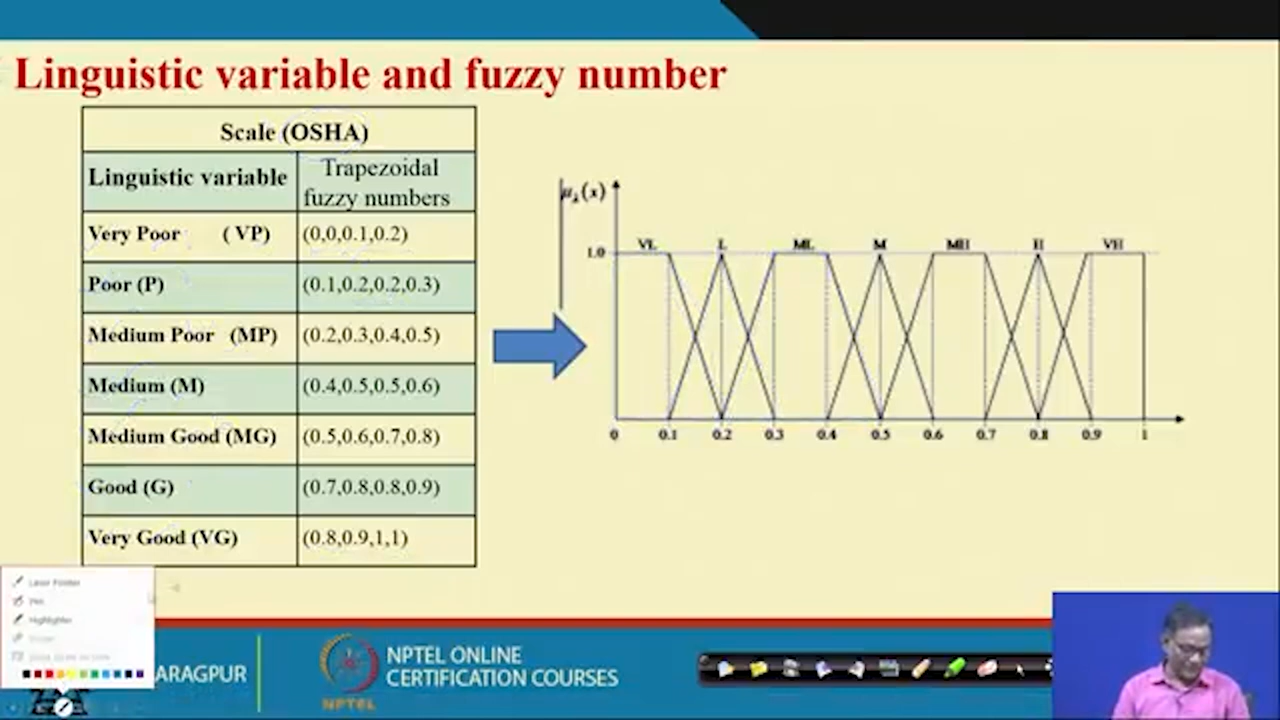 Linguistic variable and fuzzy number
Scale (OSHA)
Linguistic variable
Trapezoidal
fuzzy numbers
Very Poor ( VP) (0,0,0.1,0.2)
Poor (P) (0.1,0.2,0.2,0.3)
Medium Poor (MP) (0.2,0.3,0.4,0.5)
Medium (M) (0.4,0.5,0.5,0.6)
Medium Good (MG) (0.5,0.6,0.7,0.8)
Good (G) (0.7,0.8,0.8,0.9)
Very Good (VG) (0.8,0.9,1,1)
VL L ML M MH H VH
1.0
0 0.1 0.2 0.3 0.4 0.5 0.6 0.7 0.8 0.9 1
Laser Pointer
Pen
Highlighter
ARAGPUR
NPTEL ONLINE
CERTIFICATION COURSES
NPTEL